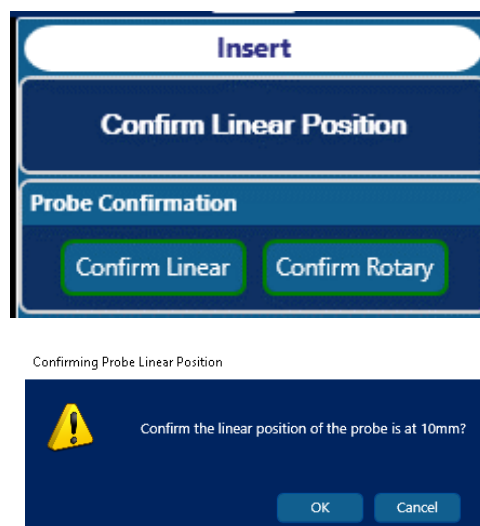 Insert
Confirm Linear Position
Probe Confirmation
Confirm Linear
Confirm Rotary
Confirming Probe Linear Position
Confirm the linear position of the probe is at 10mm?
OK
Cancel